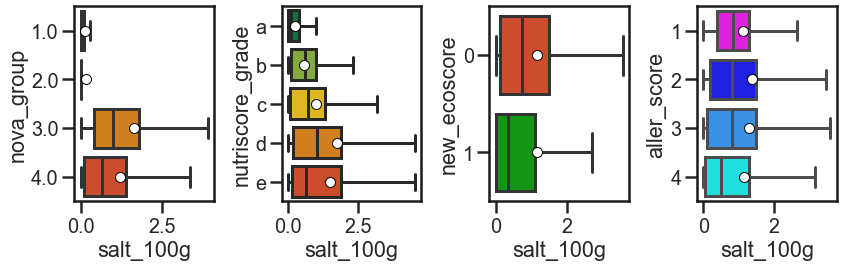 nova_group
1.0
2.0
3.0
4.0
0.0 2.5
salt_100g
nutriscore_grade
a
b
c
d
e
0.0 2.5
salt_100g
new_ecoscore
0
1
0 2
salt_100g
aller_score
1
2
3
4
0 2
salt_100g